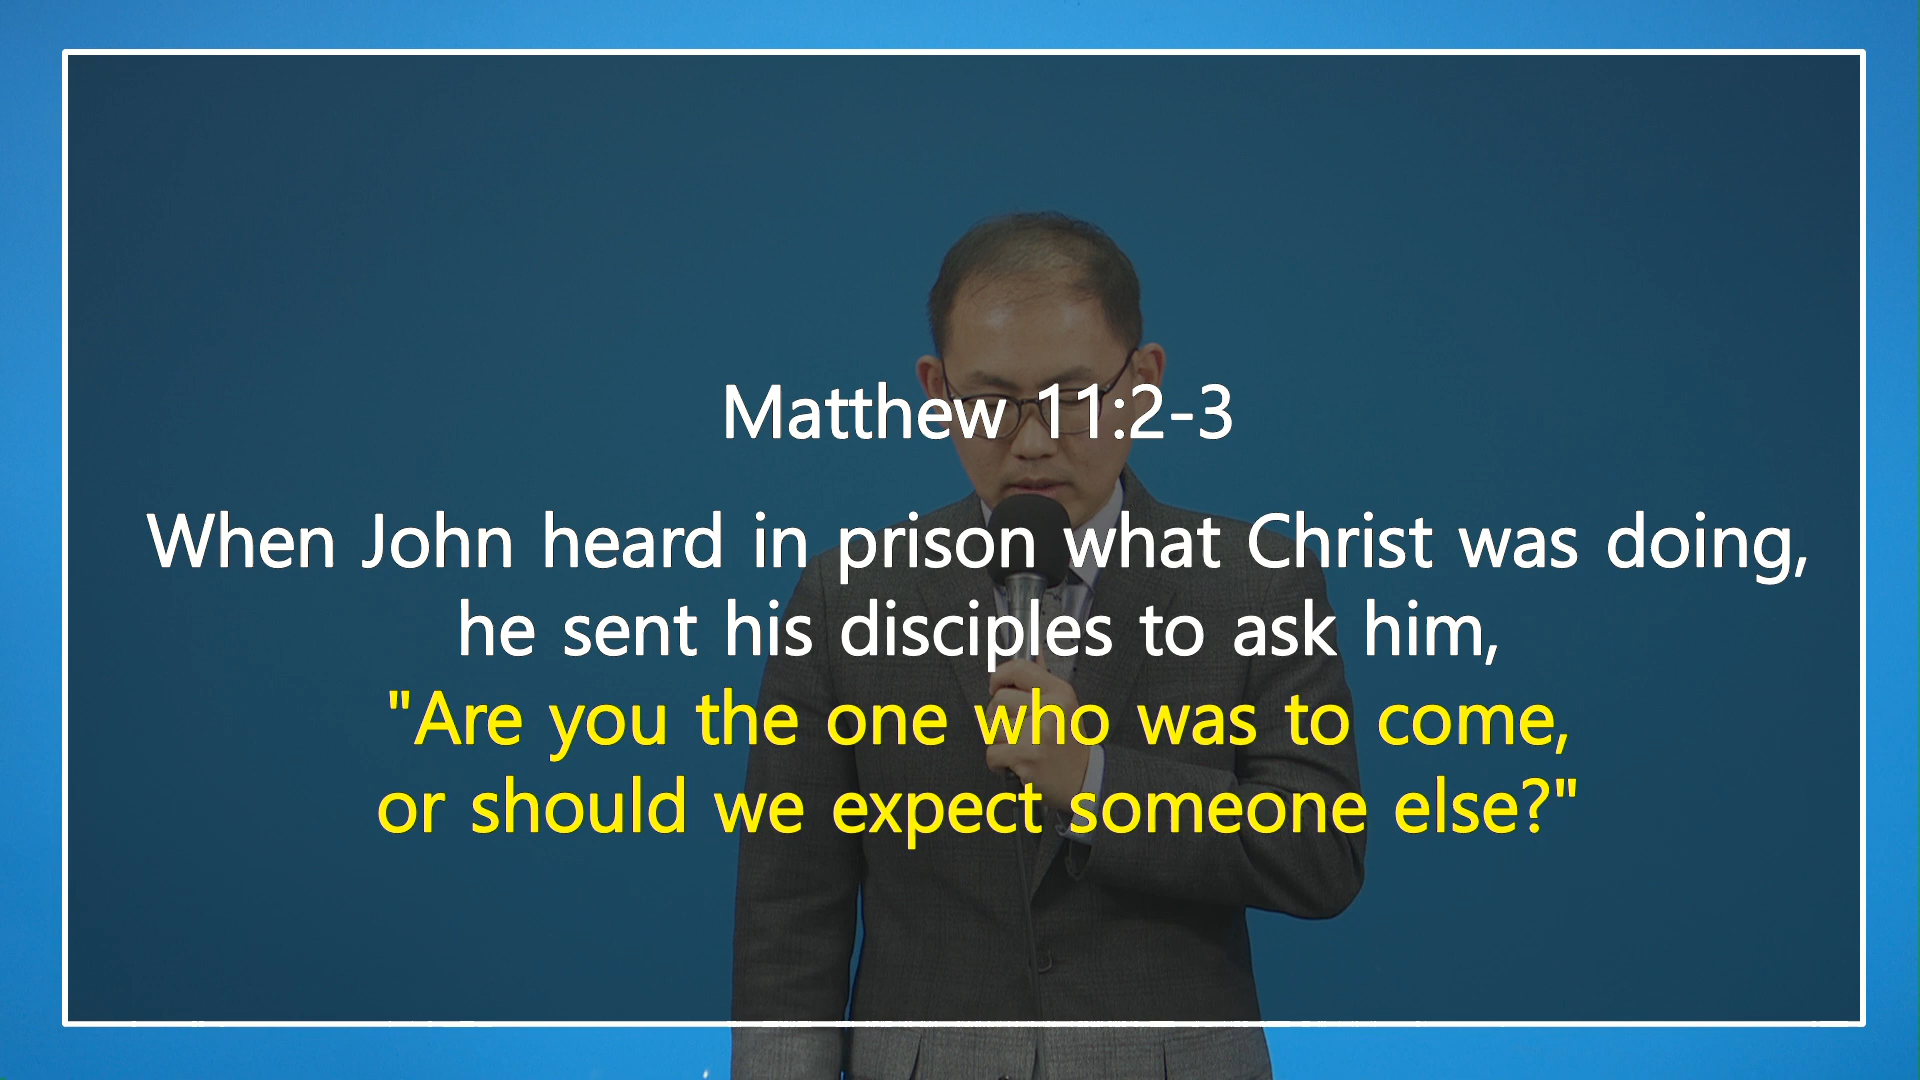 Matthew 11:2-3
When John heard in prison what Christ was doing,
he sent his disciples to ask him,
"Are you the one who was to come,
or should we expect someone else?"